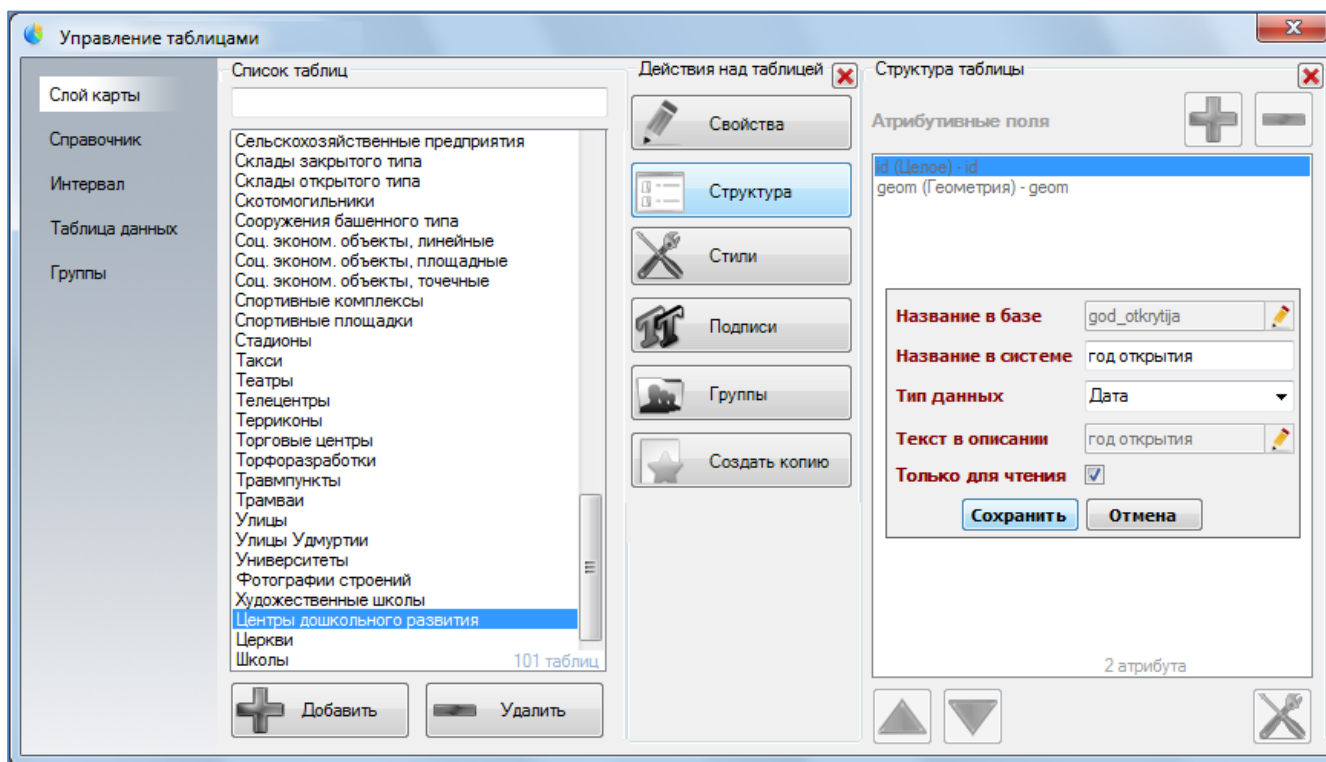 Управление таблицами
Слой карты
Справочник
Интервал
Таблица данных
Группы
Список таблиц
Сельскохозяйственные предприятия
Склады закрытого типа
Склады открытого типа
Скотомогильники
Сооружения башенного типа
Соц. эконом. объекты, линейные
Соц. эконом. объекты, площадные
Соц. эконом. объекты, точечные
Спортивные комплексы
Спортивные площадки
Стадионы
Такси
Театры
Телецентры
Терриконы
Торговые центры
Торфоразработки
Травмпункты
Трамваи
Улицы
Улицы Удмуртии
Университеты
Фотографии строений
Художественные школы
Центры дошкольного развития
Церкви
Школы
101 таблиц
Добавить
Удалить
Действия над таблицей
Свойства
Структура
Стили
Подписи
Группы
Создать копию
Структура таблицы
Атрибутивные поля
id (Целое) - id
geom (Геометрия) - geom
Название в базе god_otkrytija
Название в системе год открытия
Тип данных Дата
Текст в описании год открытия
Только для чтения
Сохранить Отмена
2 атрибута